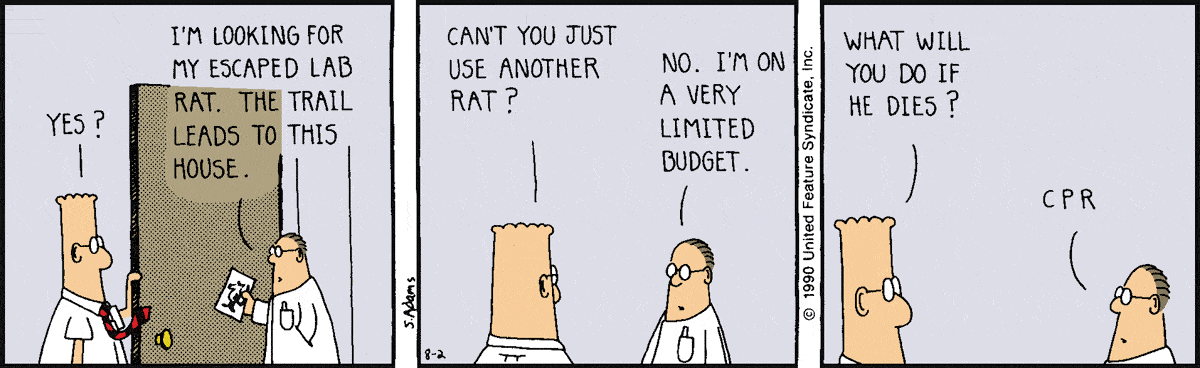 YES?
I'M LOOKING FOR
MY ESCAPED LAB
RAT. THE TRAIL
LEADS TO THIS
HOUSE.
S.Adams
CAN'T YOU JUST
USE ANOTHER
RAT?
NO. I'M ON
A VERY
LIMITED
BUDGET.
8-2
© 1990 United Feature Syndicate, Inc.
WHAT WILL
YOU DO IF
HE DIES?
CPR